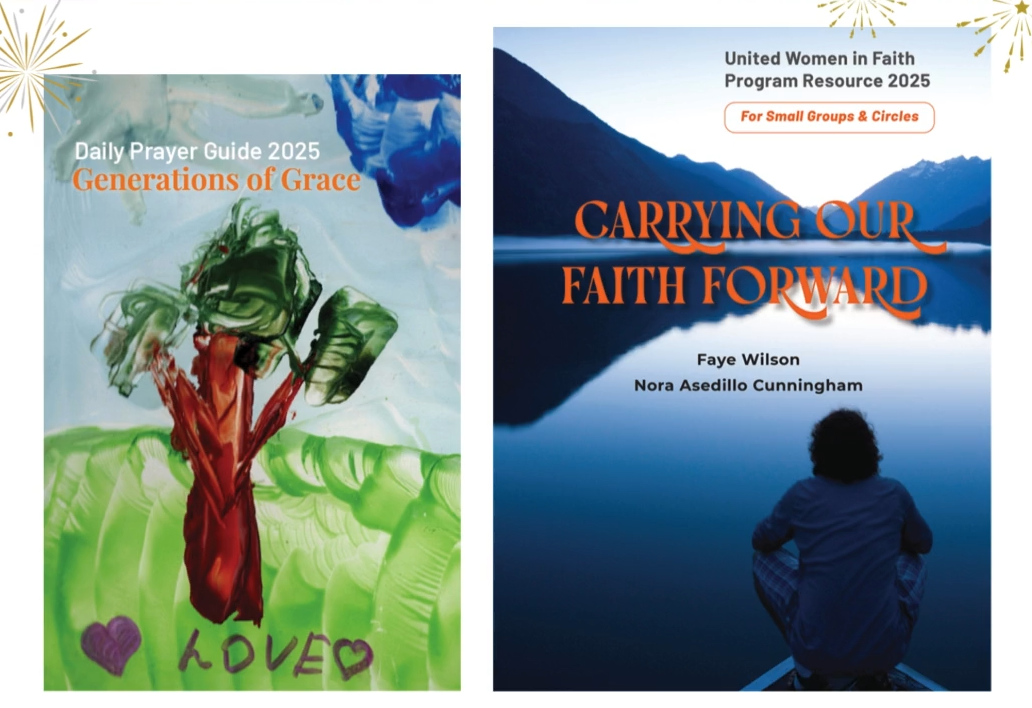 Daily Prayer Guide 2025
Generations of Grace
LOVE
United Women in Faith
Program Resource 2025
For Small Groups & Circles
CARRYING OUR
FAITH FORWARD
Faye Wilson
Nora Asedillo Cunningham